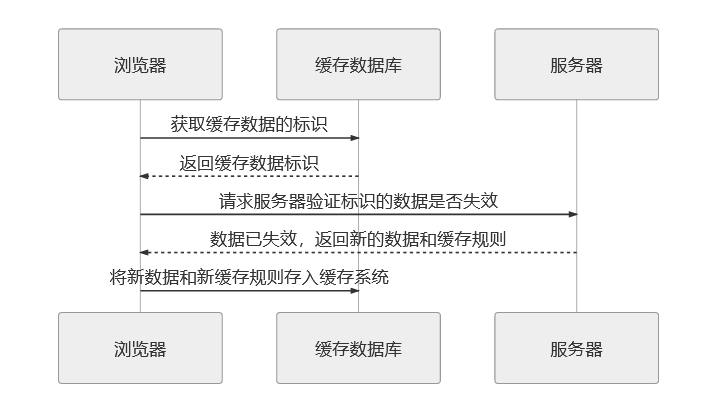 浏览器
缓存数据库
服务器
获取缓存数据的标识
返回缓存数据标识
请求服务器验证标识的数据是否失效
数据已失效，返回新的数据和缓存规则
将新数据和新缓存规则存入缓存系统
浏览器
缓存数据库
服务器